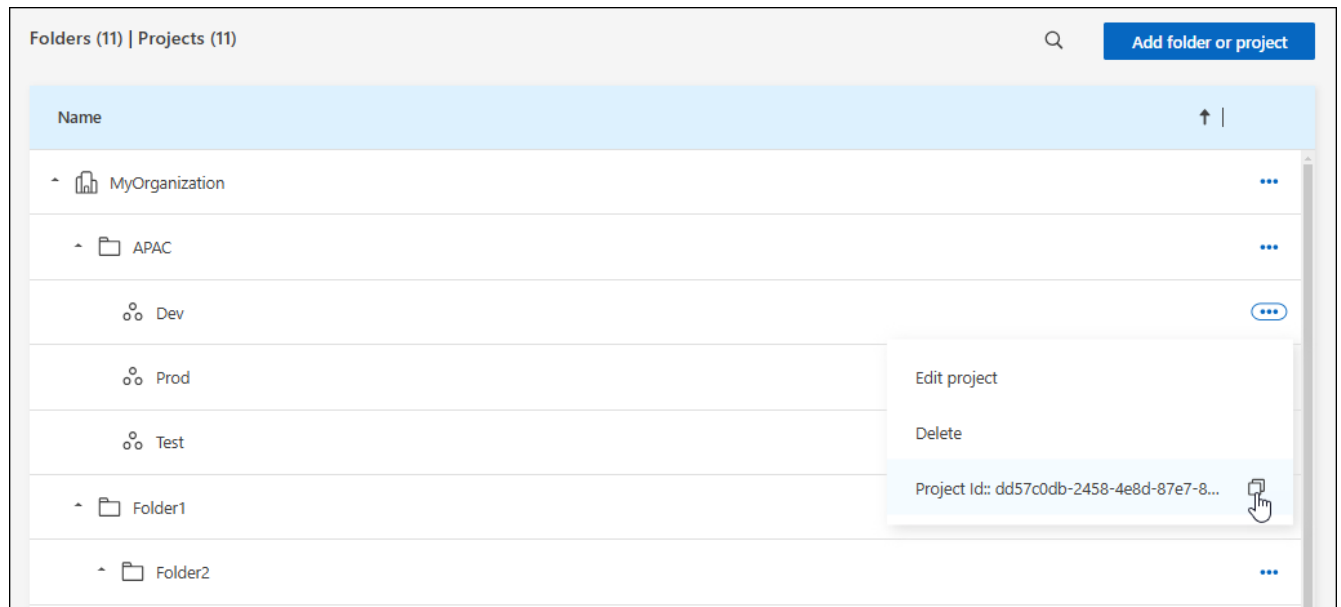 Folders (11) | Projects (11)
Add folder or project
Name
MyOrganization
APAC
Dev
Prod
Edit project
Delete
Test
Project Id:: dd57c0db-2458-4e8d-87e7-8...
Folder1
Folder2